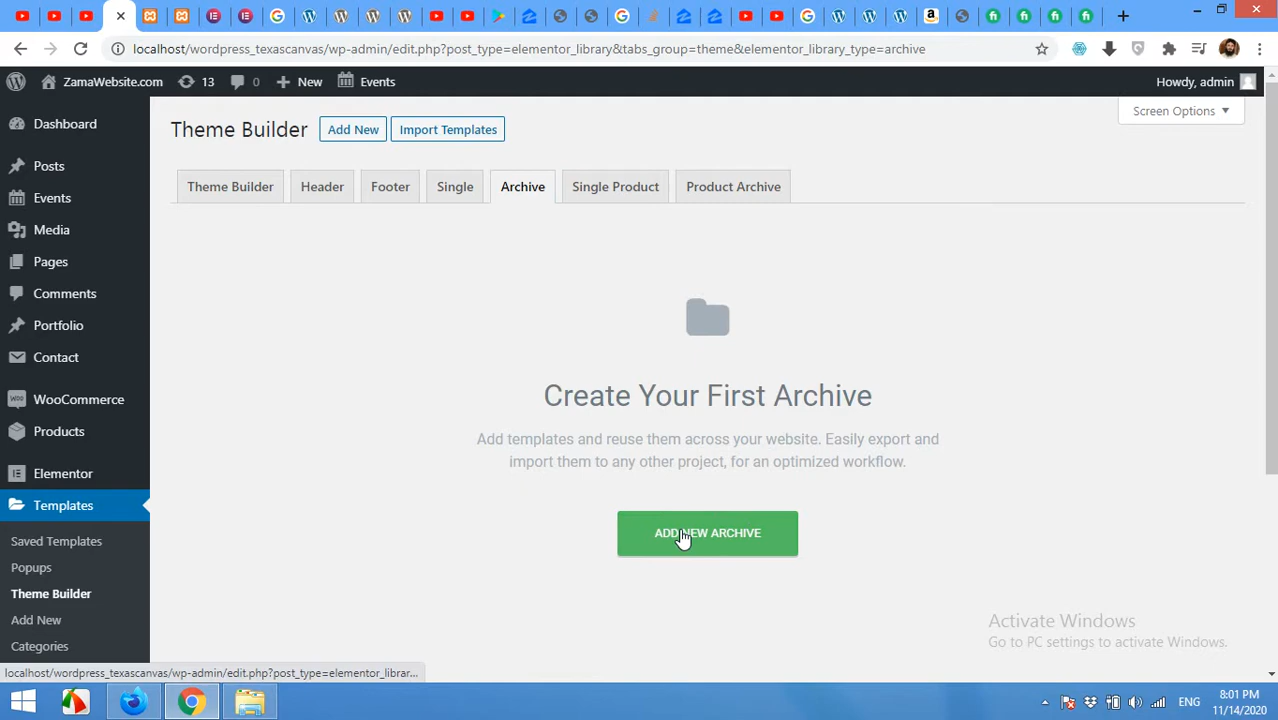 localhost/wordpress_texascanvas/wp-admin/edit.php?post_type=elementor_library&tabs_group=theme&elementor_library_type=archive
ZamaWebsite.com 13 0 New Events Howdy, admin
Screen Options
Theme Builder Add New Import Templates
Dashboard
Posts
Events
Media
Pages
Comments
Portfolio
Contact
WooCommerce
Products
Elementor
Templates
Saved Templates
Popups
Theme Builder
Add New
Categories
Theme Builder Header Footer Single Archive Single Product Product Archive
Create Your First Archive
Add templates and reuse them across your website. Easily export and
import them to any other project, for an optimized workflow.
ADD NEW ARCHIVE
Activate Windows
Go to PC settings to activate Windows.
localhost/wordpress_texascanvas/wp-admin/edit.php?post_type=elementor_librar...
ENG
8:01 PM
11/14/2020